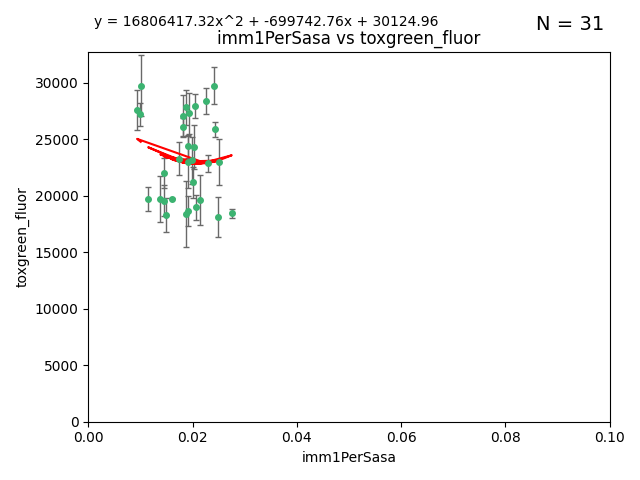 y = 16806417.32x^2 + -699742.76x + 30124.96
N = 31
imm1PerSasa vs toxgreen_fluor
toxgreen_fluor
30000
25000
20000
15000
10000
5000
0
0.00 0.02 0.04 0.06 0.08 0.10
imm1PerSasa